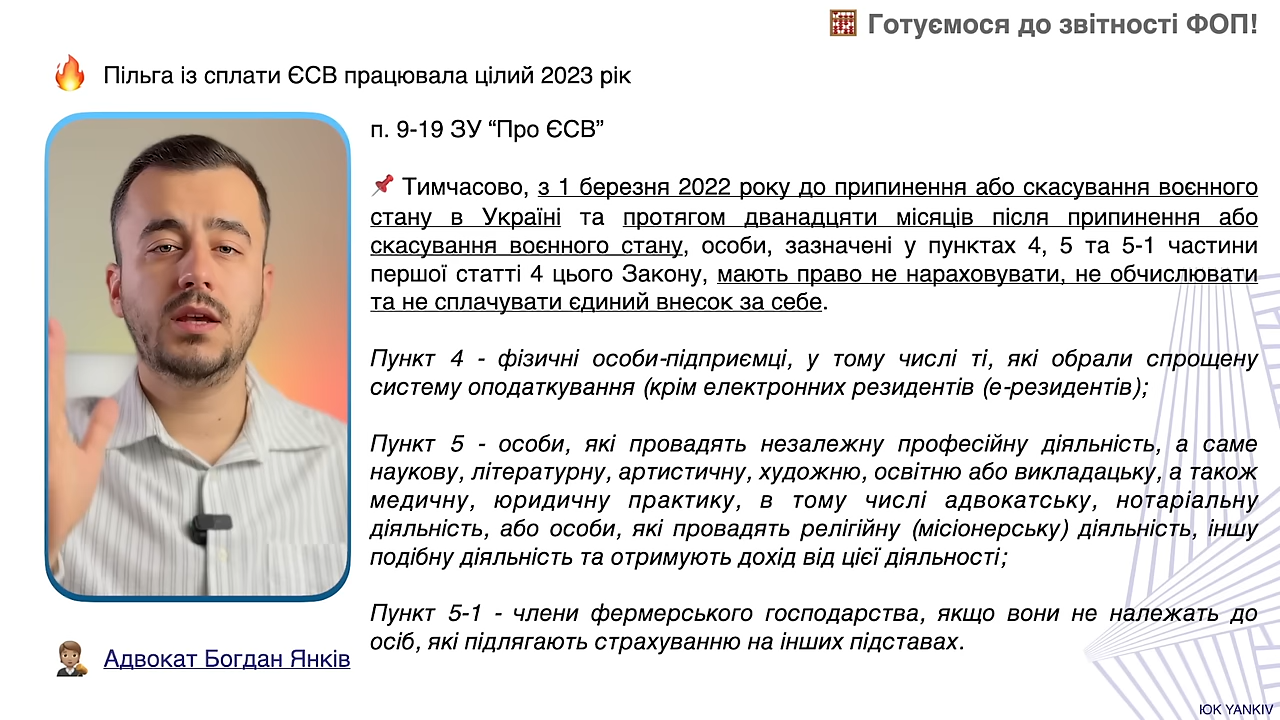 Готуємося до звітності ФОП!
Пільга із сплати ЄСВ працювала цілий 2023 рік
п. 9-19 ЗУ “Про ЄСВ”
Тимчасово, з 1 березня 2022 року до припинення або скасування воєнного
стану в Україні та протягом дванадцяти місяців після припинення або
скасування воєнного стану, особи, зазначені у пунктах 4, 5 та 5-1 частини
першої статті 4 цього Закону, мають право не нараховувати, не обчислювати
та не сплачувати єдиний внесок за себе.
Пункт 4 - фізичні особи-підприємці, у тому числі ті, які обрали спрощену
систему оподаткування (крім електронних резидентів (е-резидентів);
Пункт 5 - особи, які провадять незалежну професійну діяльність, а саме
наукову, літературну, артистичну, художню, освітню або викладацьку, а також
медичну, юридичну практику, в тому числі адвокатську, нотаріальну
діяльність, або особи, які провадять релігійну (місіонерську) діяльність, іншу
подібну діяльність та отримують дохід від цієї діяльності;
Пункт 5-1 - члени фермерського господарства, якщо вони не належать до
осіб, які підлягають страхуванню на інших підставах.
Адвокат Богдан Янків
ЮК YANKIV